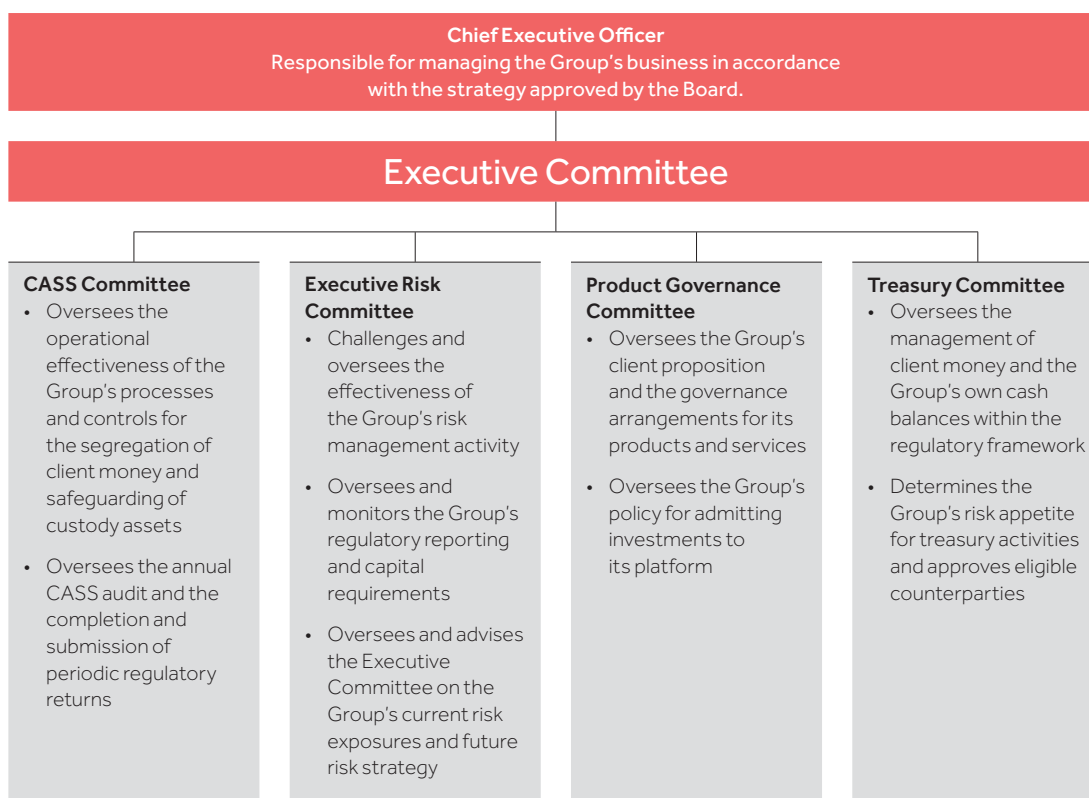 Chief Executive Officer
Responsible for managing the Group's business in accordance
with the strategy approved by the Board.
Executive Committee
CASS Committee
• Oversees the
operational
effectiveness of the
Group's processes
and controls for
the segregation of
client money and
safeguarding of
custody assets
• Oversees the annual
CASS audit and the
completion and
submission of
periodic regulatory
returns
Executive Risk
Committee
• Challenges and
oversees the
effectiveness of
the Group's risk
management activity
• Oversees and
monitors the Group's
regulatory reporting
and capital
requirements
• Oversees and advises
the Executive
Committee on the
Group's current risk
exposures and future
risk strategy
Product Governance
Committee
• Oversees the Group's
client proposition
and the governance
arrangements for its
products and services
• Oversees the Group's
policy for admitting
investments to
its platform
Treasury Committee
• Oversees the
management of
client money and the
Group's own cash
balances within the
regulatory framework
• Determines the
Group's risk appetite
for treasury activities
and approves eligible
counterparties